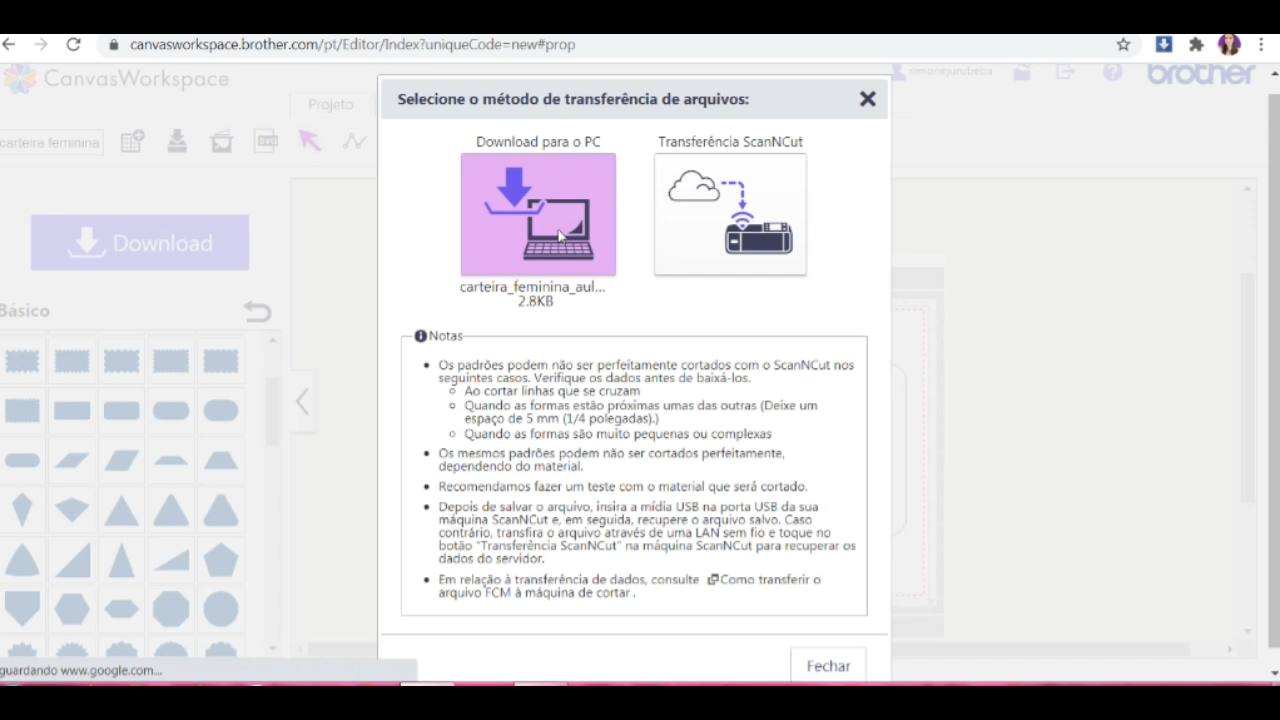 canvasworkspace.brother.com/pt/Editor/Index?uniqueCode=new#prop
CanvasWorkspace
simonejurubeba
brother
Projeto
carteira feminina
Download
Básico
Selecione o método de transferência de arquivos:
Download para o PC
Transferência ScanNCut
carteira_feminina_aul...
2.8KB
Notas
Os padrões podem não ser perfeitamente cortados com o ScanNCut nos
seguintes casos. Verifique os dados antes de baixá-los.
Ao cortar linhas que se cruzam
Quando as formas estão próximas umas das outras (Deixe um
espaço de 5 mm (1/4 polegadas).)
Quando as formas são muito pequenas ou complexas
Os mesmos padrões podem não ser cortados perfeitamente,
dependendo do material.
Recomendamos fazer um teste com o material que será cortado.
Depois de salvar o arquivo, insira a mídia USB na porta USB da sua
máquina ScanNCut e, em seguida, recupere o arquivo salvo. Caso
contrário, transfira o arquivo através de uma LAN sem fio e toque no
botão "Transferência ScanNCut" na máquina ScanNCut para recuperar os
dados do servidor.
Em relação à transferência de dados, consulte Como transferir o
arquivo FCM à máquina de cortar .
Fechar
guardando www.google.com...